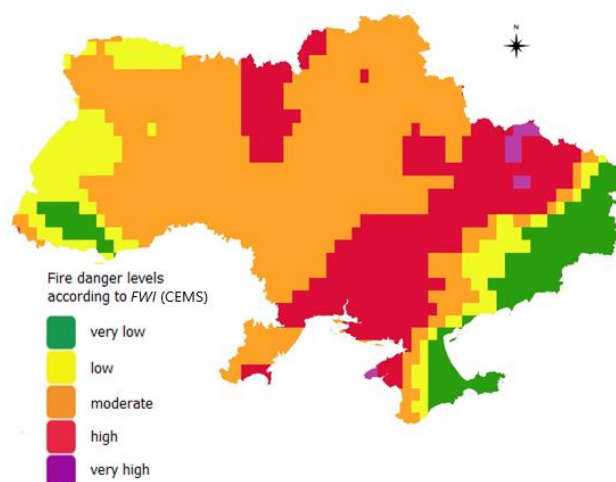 N
Fire danger levels
according to FWI (CEMS)
very low
low
moderate
high
very high